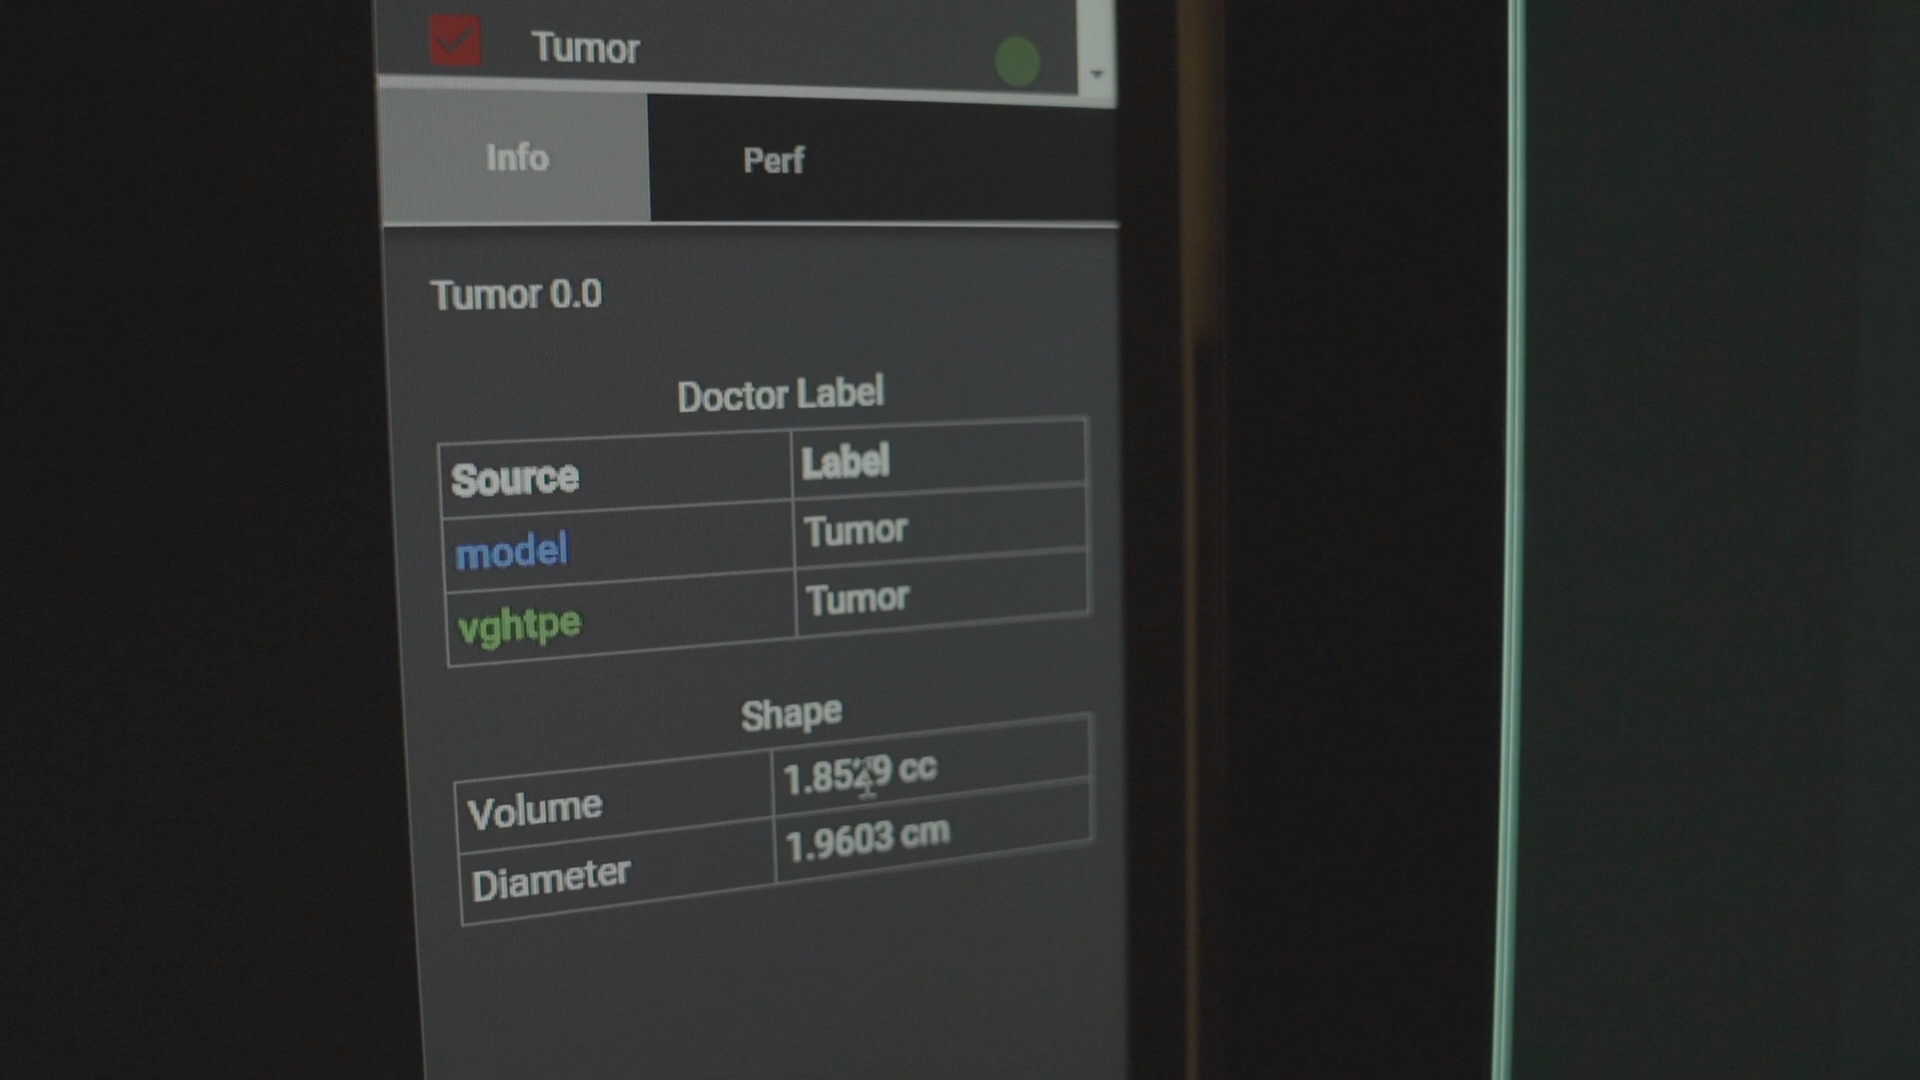 Tumor
Info Perf
Tumor 0.0
Doctor Label
Source Label
model Tumor
vghtpe Tumor
Shape
Volume cc
Diameter 1.9603 cm